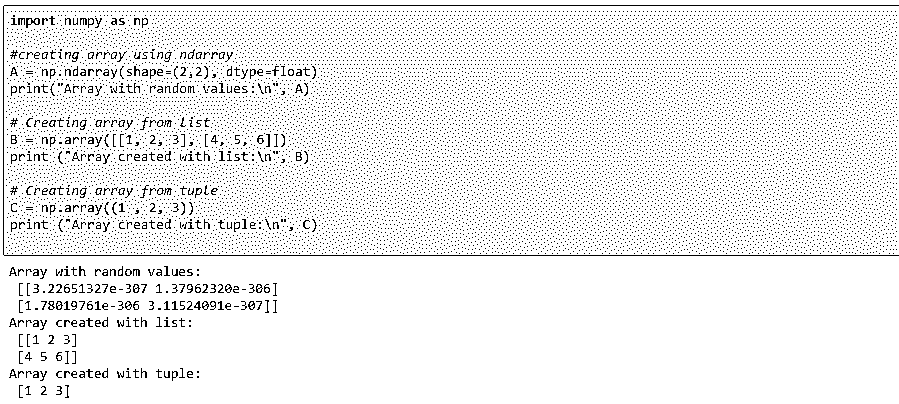 import numpy as np
#creating array using ndarray
A = np.ndarray(shape=(2,2), dtype=float)
print("Array with random values:\n", A)
# Creating array from list
B = np.array([[1, 2, 3], [4, 5, 6]])
print ("Array created with list:\n", B)
# Creating array from tuple
C = np.array((1 , 2, 3))
print ("Array created with tuple:\n", C)
Array with random values:
[[3.22651327e-307 1.37962320e-306]
[1.78019761e-306 3.11524091e-307]]
Array created with list:
[[1 2 3]
[4 5 6]]
Array created with tuple:
[1 2 3]